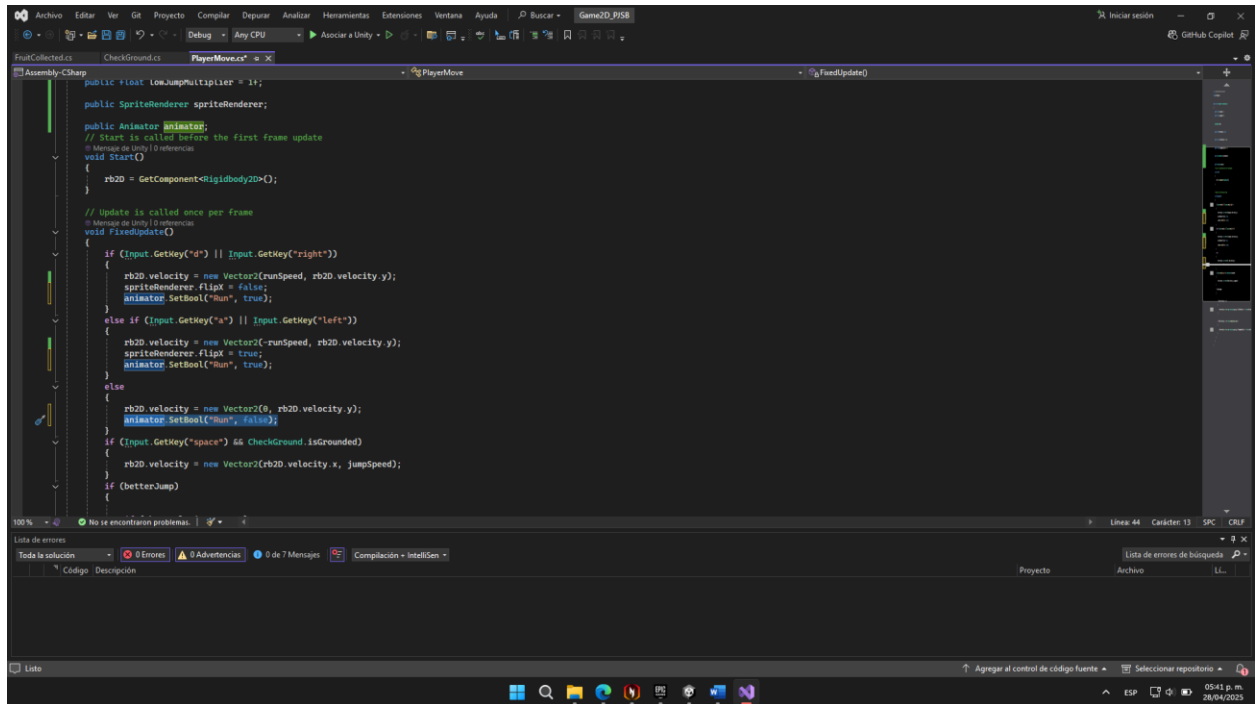 Archivo Editar Ver Git Proyecto Compilar Depurar Analizar Herramientas Extensiones Ventana Ayuda Buscar Game2D_PJSB Iniciar sesión
Debug Any CPU Asociar a Unity GitHub Copilot
FruitCollected.cs CheckGround.cs PlayerMove.cs*
Assembly-CSharp PlayerMove FixedUpdate()
public float lowJumpMultiplier = 1f;
public SpriteRenderer spriteRenderer;
public Animator animator;
// Start is called before the first frame update
Mensaje de Unity | 0 referencias
void Start()
{
rb2D = GetComponent<Rigidbody2D>();
}
// Update is called once per frame
Mensaje de Unity | 0 referencias
void FixedUpdate()
{
if (Input.GetKey("d") || Input.GetKey("right"))
{
rb2D.velocity = new Vector2(runSpeed, rb2D.velocity.y);
spriteRenderer.flipX = false;
animator.SetBool("Run", true);
}
else if (Input.GetKey("a") || Input.GetKey("left"))
{
rb2D.velocity = new Vector2(-runSpeed, rb2D.velocity.y);
spriteRenderer.flipX = true;
animator.SetBool("Run", true);
}
else
{
rb2D.velocity = new Vector2(0, rb2D.velocity.y);
animator.SetBool("Run", false);
}
if (Input.GetKey("space") && CheckGround.isGrounded)
{
rb2D.velocity = new Vector2(rb2D.velocity.x, jumpSpeed);
}
if (betterJump)
{
100 % No se encontraron problemas. Línea: 44 Carácter: 13 SPC CRLF
Lista de errores
Toda la solución 0 Errores 0 Advertencias 0 de 7 Mensajes Compilación + IntelliSen Lista de errores de búsqueda
Código Descripción Proyecto Archivo Lí...
Listo Agregar al control de código fuente Seleccionar repositorio
EPIC ESP 05:41 p. m.
28/04/2025